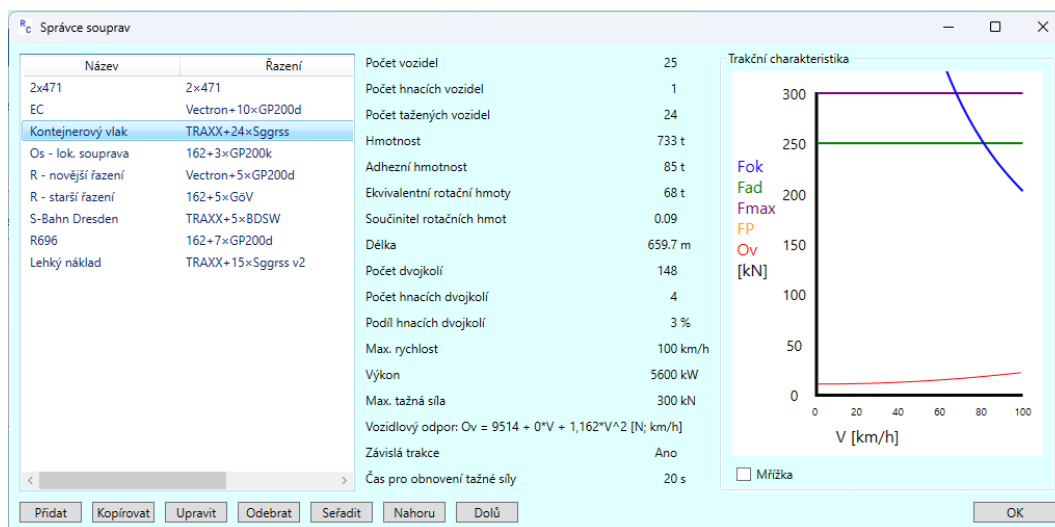 RC Správce souprav
Název Řazení
2x471 2×471
EC Vectron+10×GP200d
Kontejnerový vlak TRAXX+24×Sggrss
Os - lok. souprava 162+3×GP200k
R - novější řazení Vectron+5×GP200d
R - starší řazení 162+5×GöV
S-Bahn Dresden TRAXX+5×BDSW
R696 162+7×GP200d
Lehký náklad TRAXX+15×Sggrss v2
Počet vozidel 25
Počet hnacích vozidel 1
Počet tažených vozidel 24
Hmotnost 733 t
Adhezní hmotnost 85 t
Ekvivalentní rotační hmoty 68 t
Součinitel rotačních hmot 0.09
Délka 659.7 m
Počet dvojkolí 148
Počet hnacích dvojkolí 4
Podíl hnacích dvojkolí 3 %
Max. rychlost 100 km/h
Výkon 5600 kW
Max. tažná síla 300 kN
Vozidlový odpor: Ov = 9514 + 0*V + 1,162*V^2 [N; km/h]
Závislá trakce Ano
Čas pro obnovení tažné síly 20 s
Trakční charakteristika
300
250
200
150
100
50
0
Fok
Fad
Fmax
FP
Ov
[kN]
0 20 40 60 80 100
V [km/h]
Mřížka
Přidat Kopírovat Upravit Odebrat Seřadit Nahoru Dolů OK